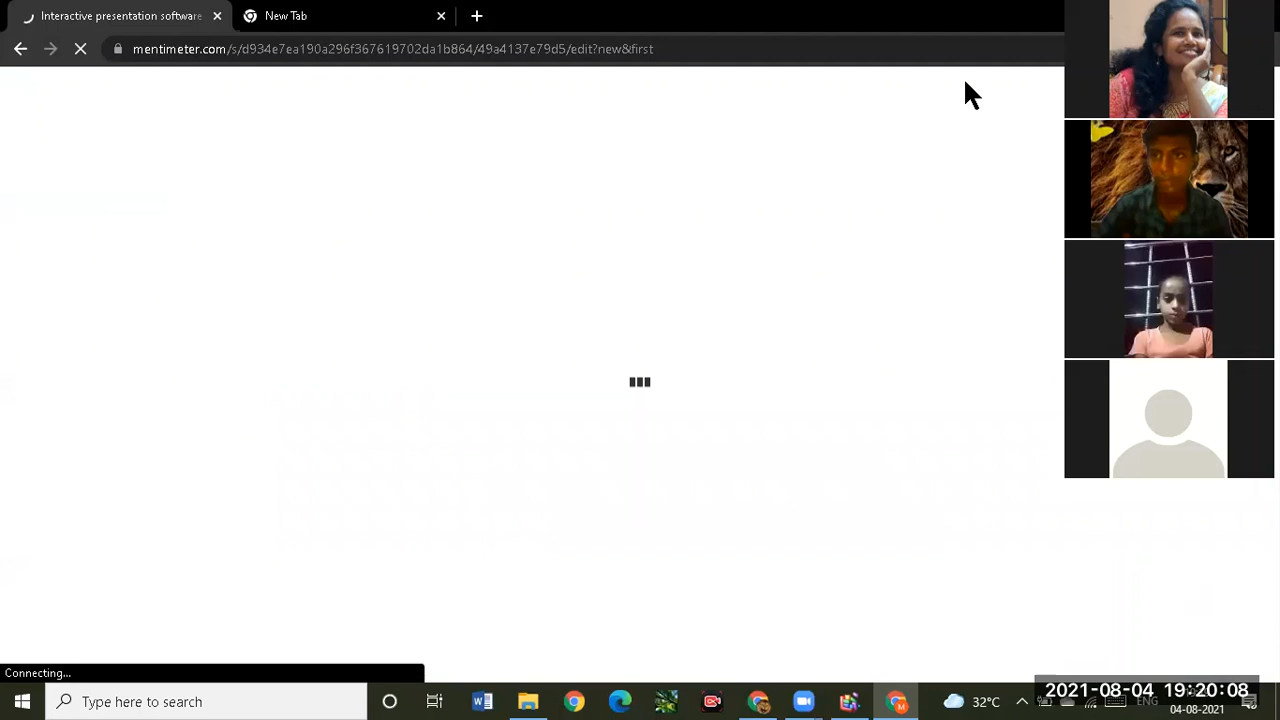 Interactive presentation software
New Tab
mentimeter.com/s/d934e7ea190a296f367619702da1b864/49a4137e79d5/edit?new&first
Connecting...
Type here to search
32°C
ENG
2021-08-04 19:20:08
04-08-2021